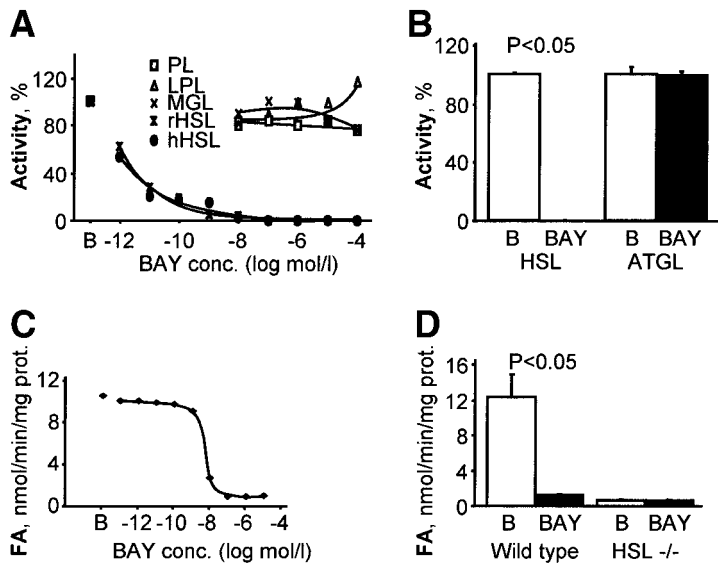 A
Activity, %
120
80
40
0
PL
LPL
MGL
rHSL
hHSL
B -12 -10 -8 -6 -4
BAY conc. (log mol/l)
B
Activity, %
120
80
40
0
P<0.05
B BAY B BAY
HSL ATGL
C
FA, nmol/min/mg prot.
12
8
4
0
B -12 -10 -8 -6 -4
BAY conc. (log mol/l)
D
FA, nmol/min/mg prot.
16
12
8
4
0
P<0.05
B BAY B BAY
Wild type HSL -/-